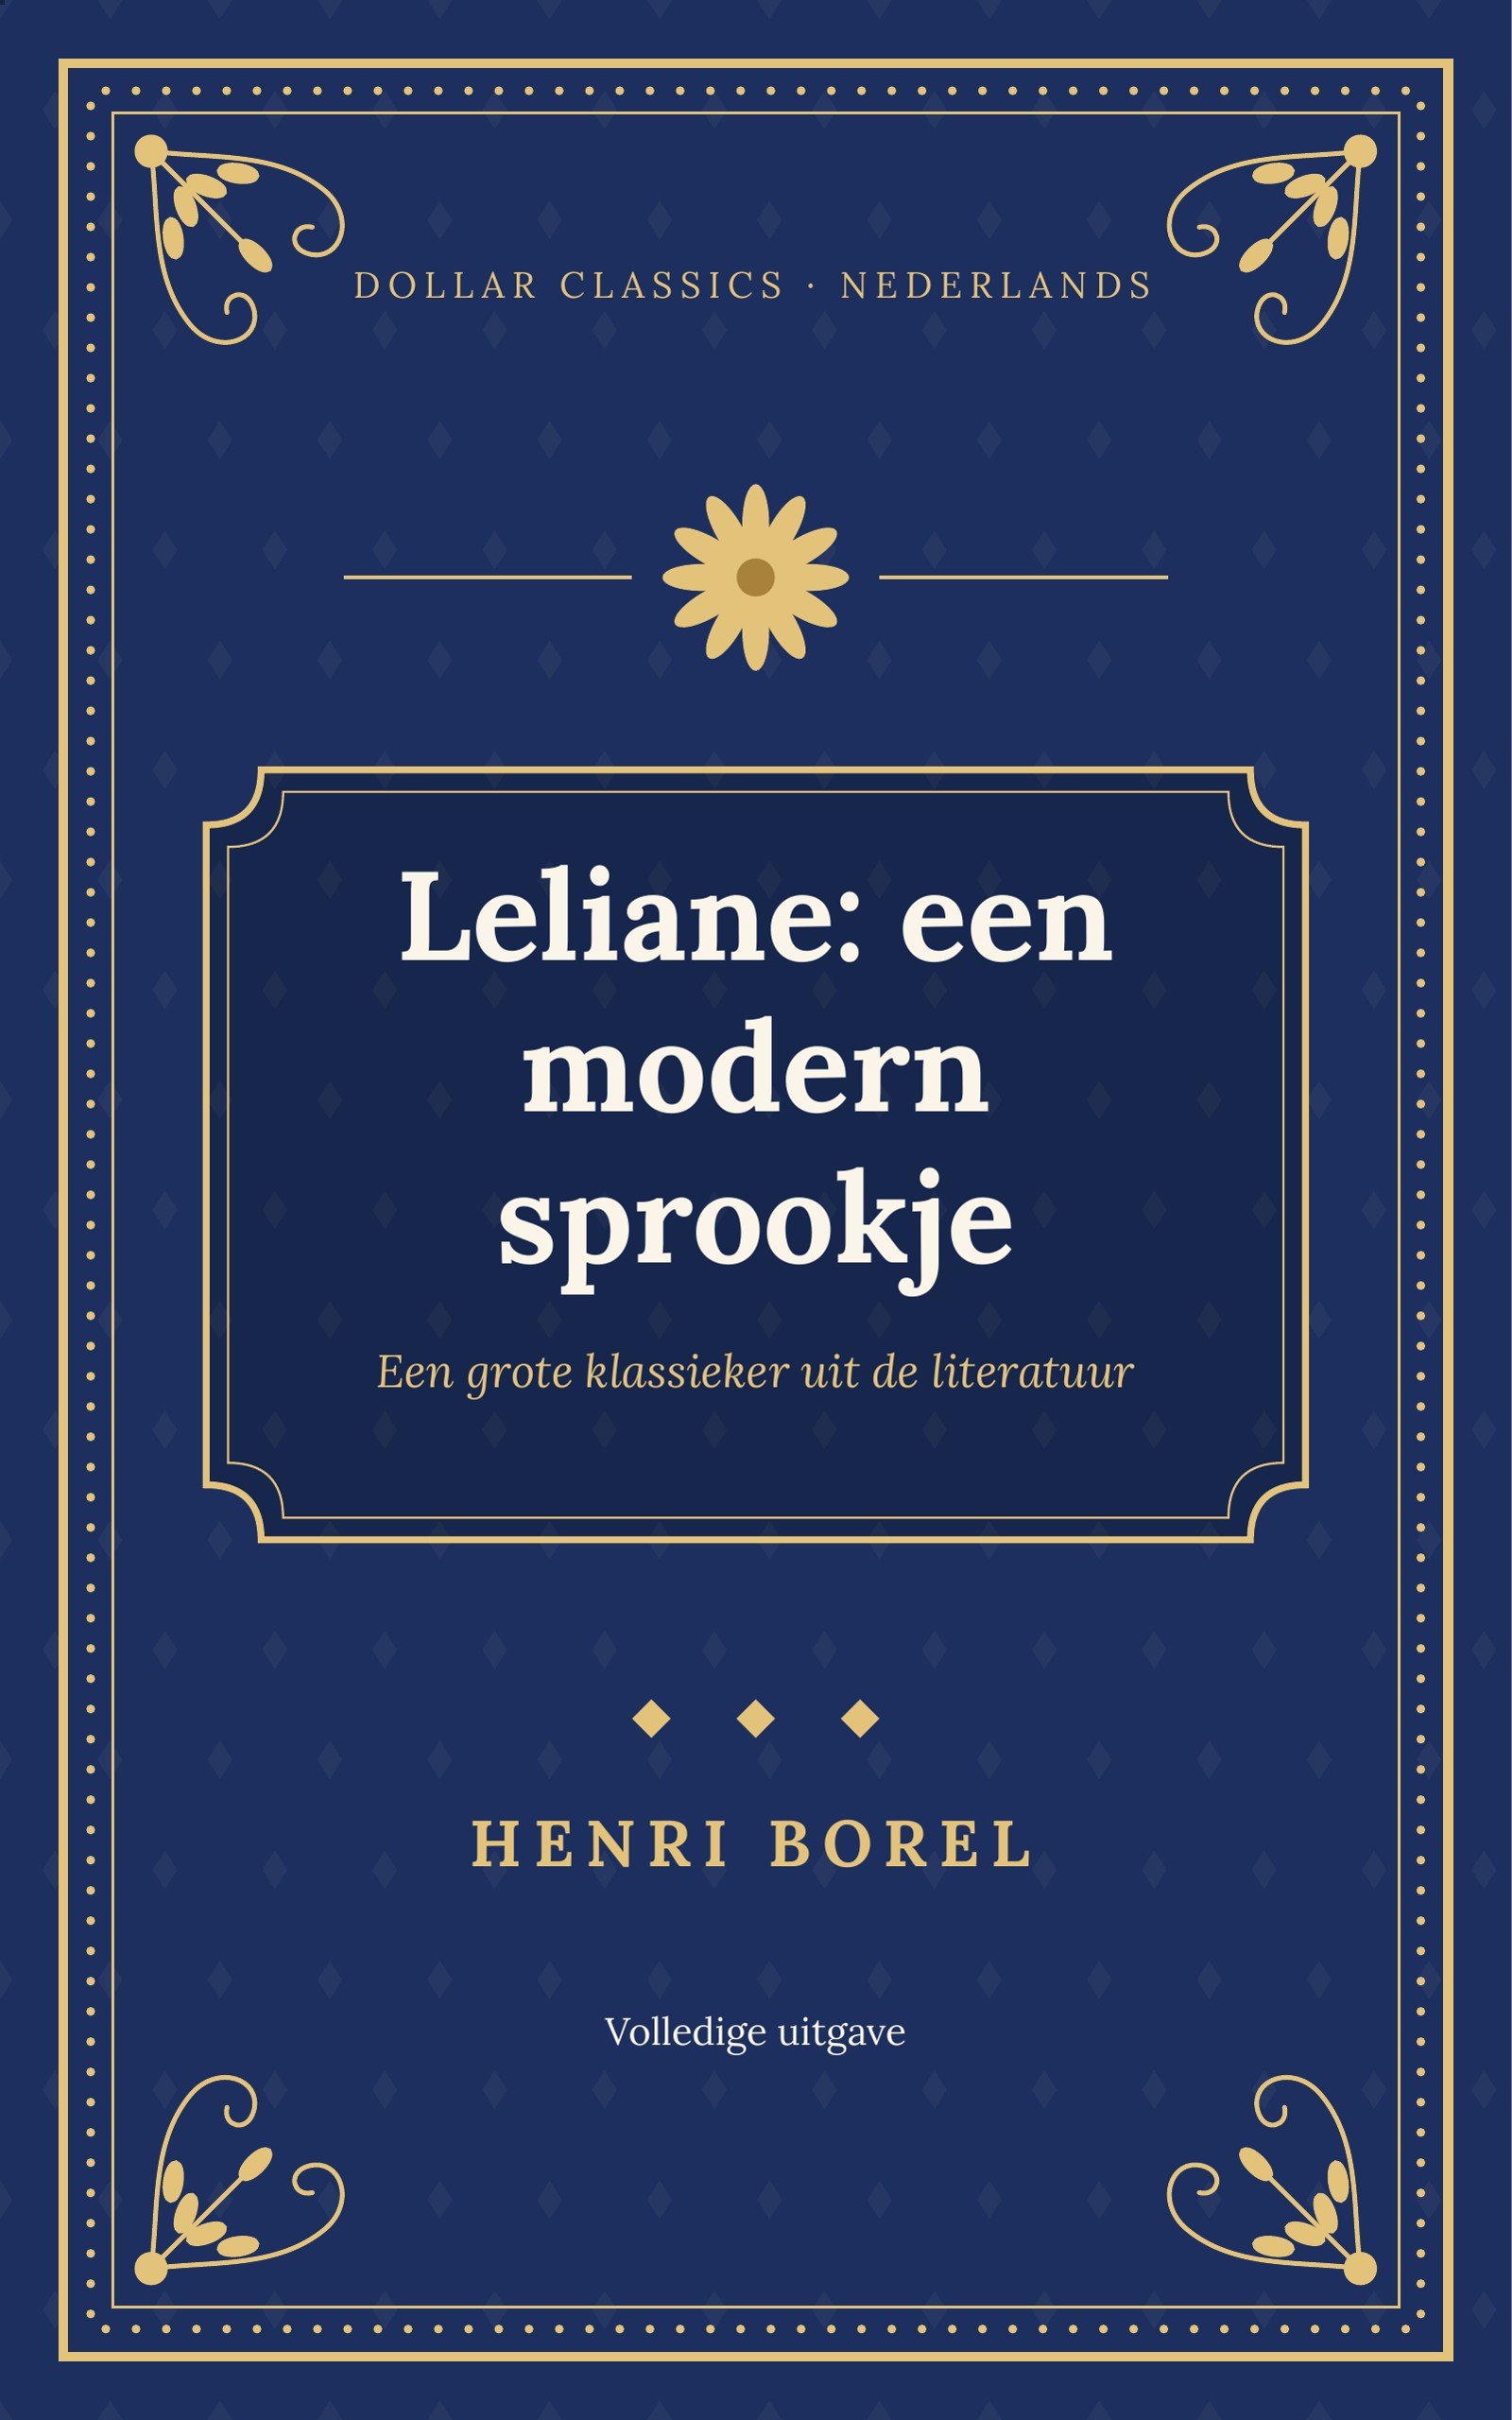 DOLLAR CLASSICS · NEDERLANDS
Leliane: een
modern
sprookje
Een grote klassieker uit de literatuur
HENRI BOREL
Volledige uitgave